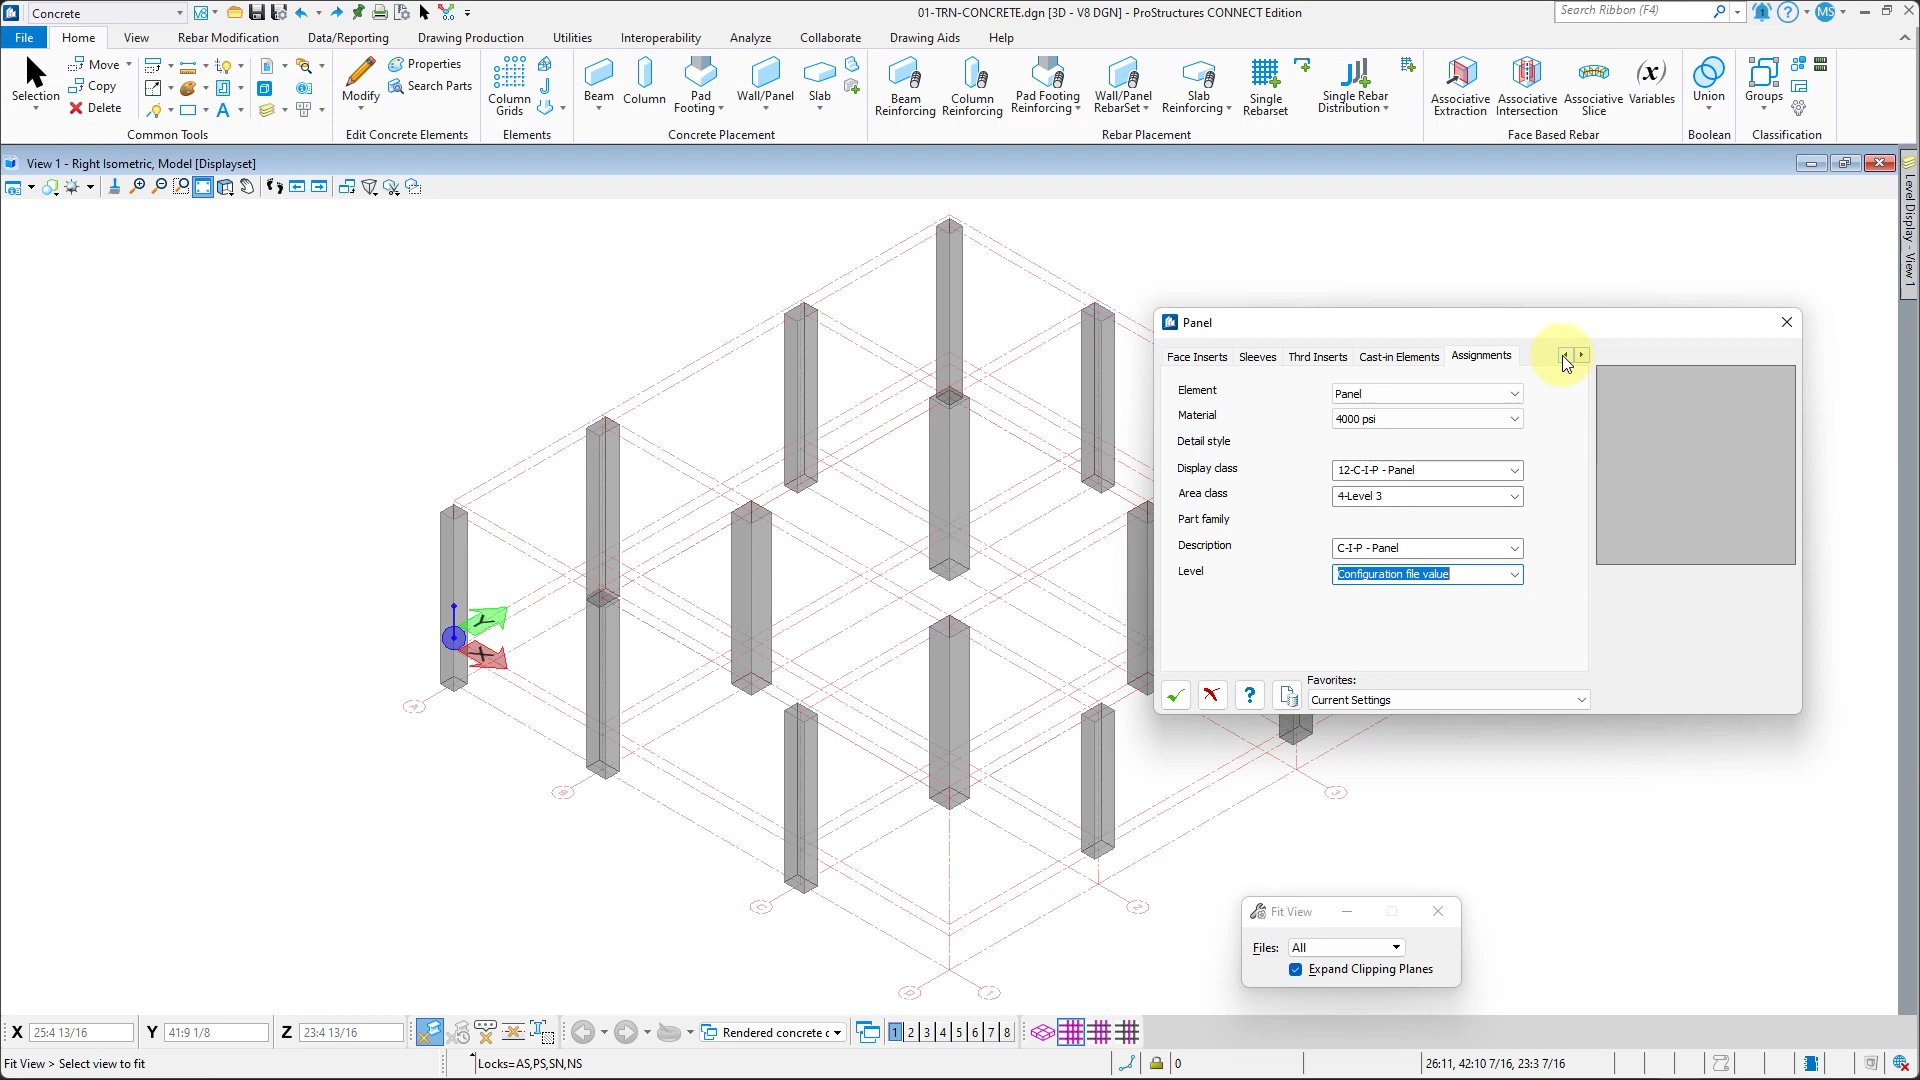 Concrete
01-TRN-CONCRETE.dgn [3D - V8 DGN] - ProStructures CONNECT Edition
Search Ribbon (F4)
MS
File
Home
View
Rebar Modification
Data/Reporting
Drawing Production
Utilities
Interoperability
Analyze
Collaborate
Drawing Aids
Help
Selection
Move
Copy
Delete
Common Tools
Modify
Properties
Search Parts
Edit Concrete Elements
Column Grids
Elements
Beam
Column
Pad Footing
Wall/Panel
Slab
Concrete Placement
Beam Reinforcing
Column Reinforcing
Pad Footing Reinforcing
Wall/Panel RebarSet
Slab Reinforcing
Single Rebarset
Single Rebar Distribution
Rebar Placement
Associative Extraction
Associative Intersection
Associative Slice
(x)
Variables
Face Based Rebar
Union
Boolean
Groups
Classification
View 1 - Right Isometric, Model [Displayset]
Level Display - View 1
Panel
Face Inserts
Sleeves
Thrd Inserts
Cast-in Elements
Assignments
Element
Panel
Material
4000 psi
Detail style
Display class
12-C-I-P - Panel
Area class
4-Level 3
Part family
Description
C-I-P - Panel
Level
Configuration file value
Favorites:
Current Settings
Y
X
A
B
C
D
1
2
3
Fit View
Files:
All
Expand Clipping Planes
X 25:4 13/16
Y 41:9 1/8
Z 23:4 13/16
Rendered concrete c
1 2 3 4 5 6 7 8
Fit View > Select view to fit
Locks=AS,PS,SN,NS
0
26:11, 42:10 7/16, 23:3 7/16